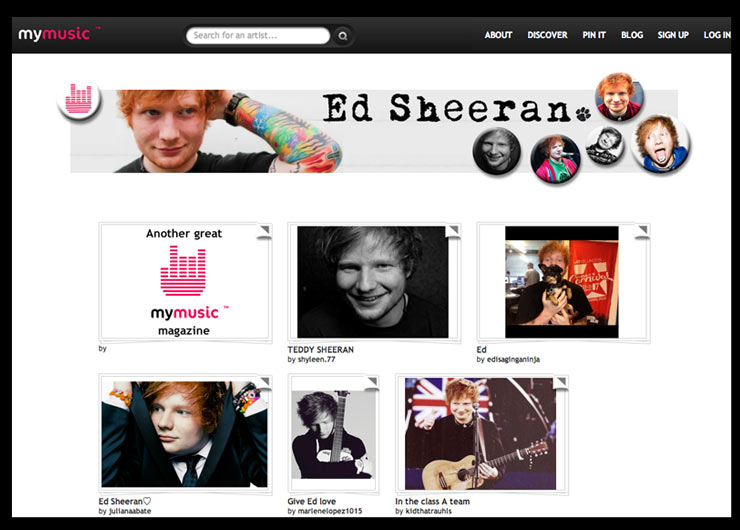 mymusic ™
Search for an artist...
ABOUT DISCOVER PIN IT BLOG SIGN UP LOG IN
Ed Sheeran
Another great
mymusic ™
magazine
by
TEDDY SHEERAN
by shyleen.77
Ed
by edisaginganinja
Ed Sheeran♡
by julianaabate
Give Ed love
by marlenelopez1015
In the class A team
by kidthatrauhls